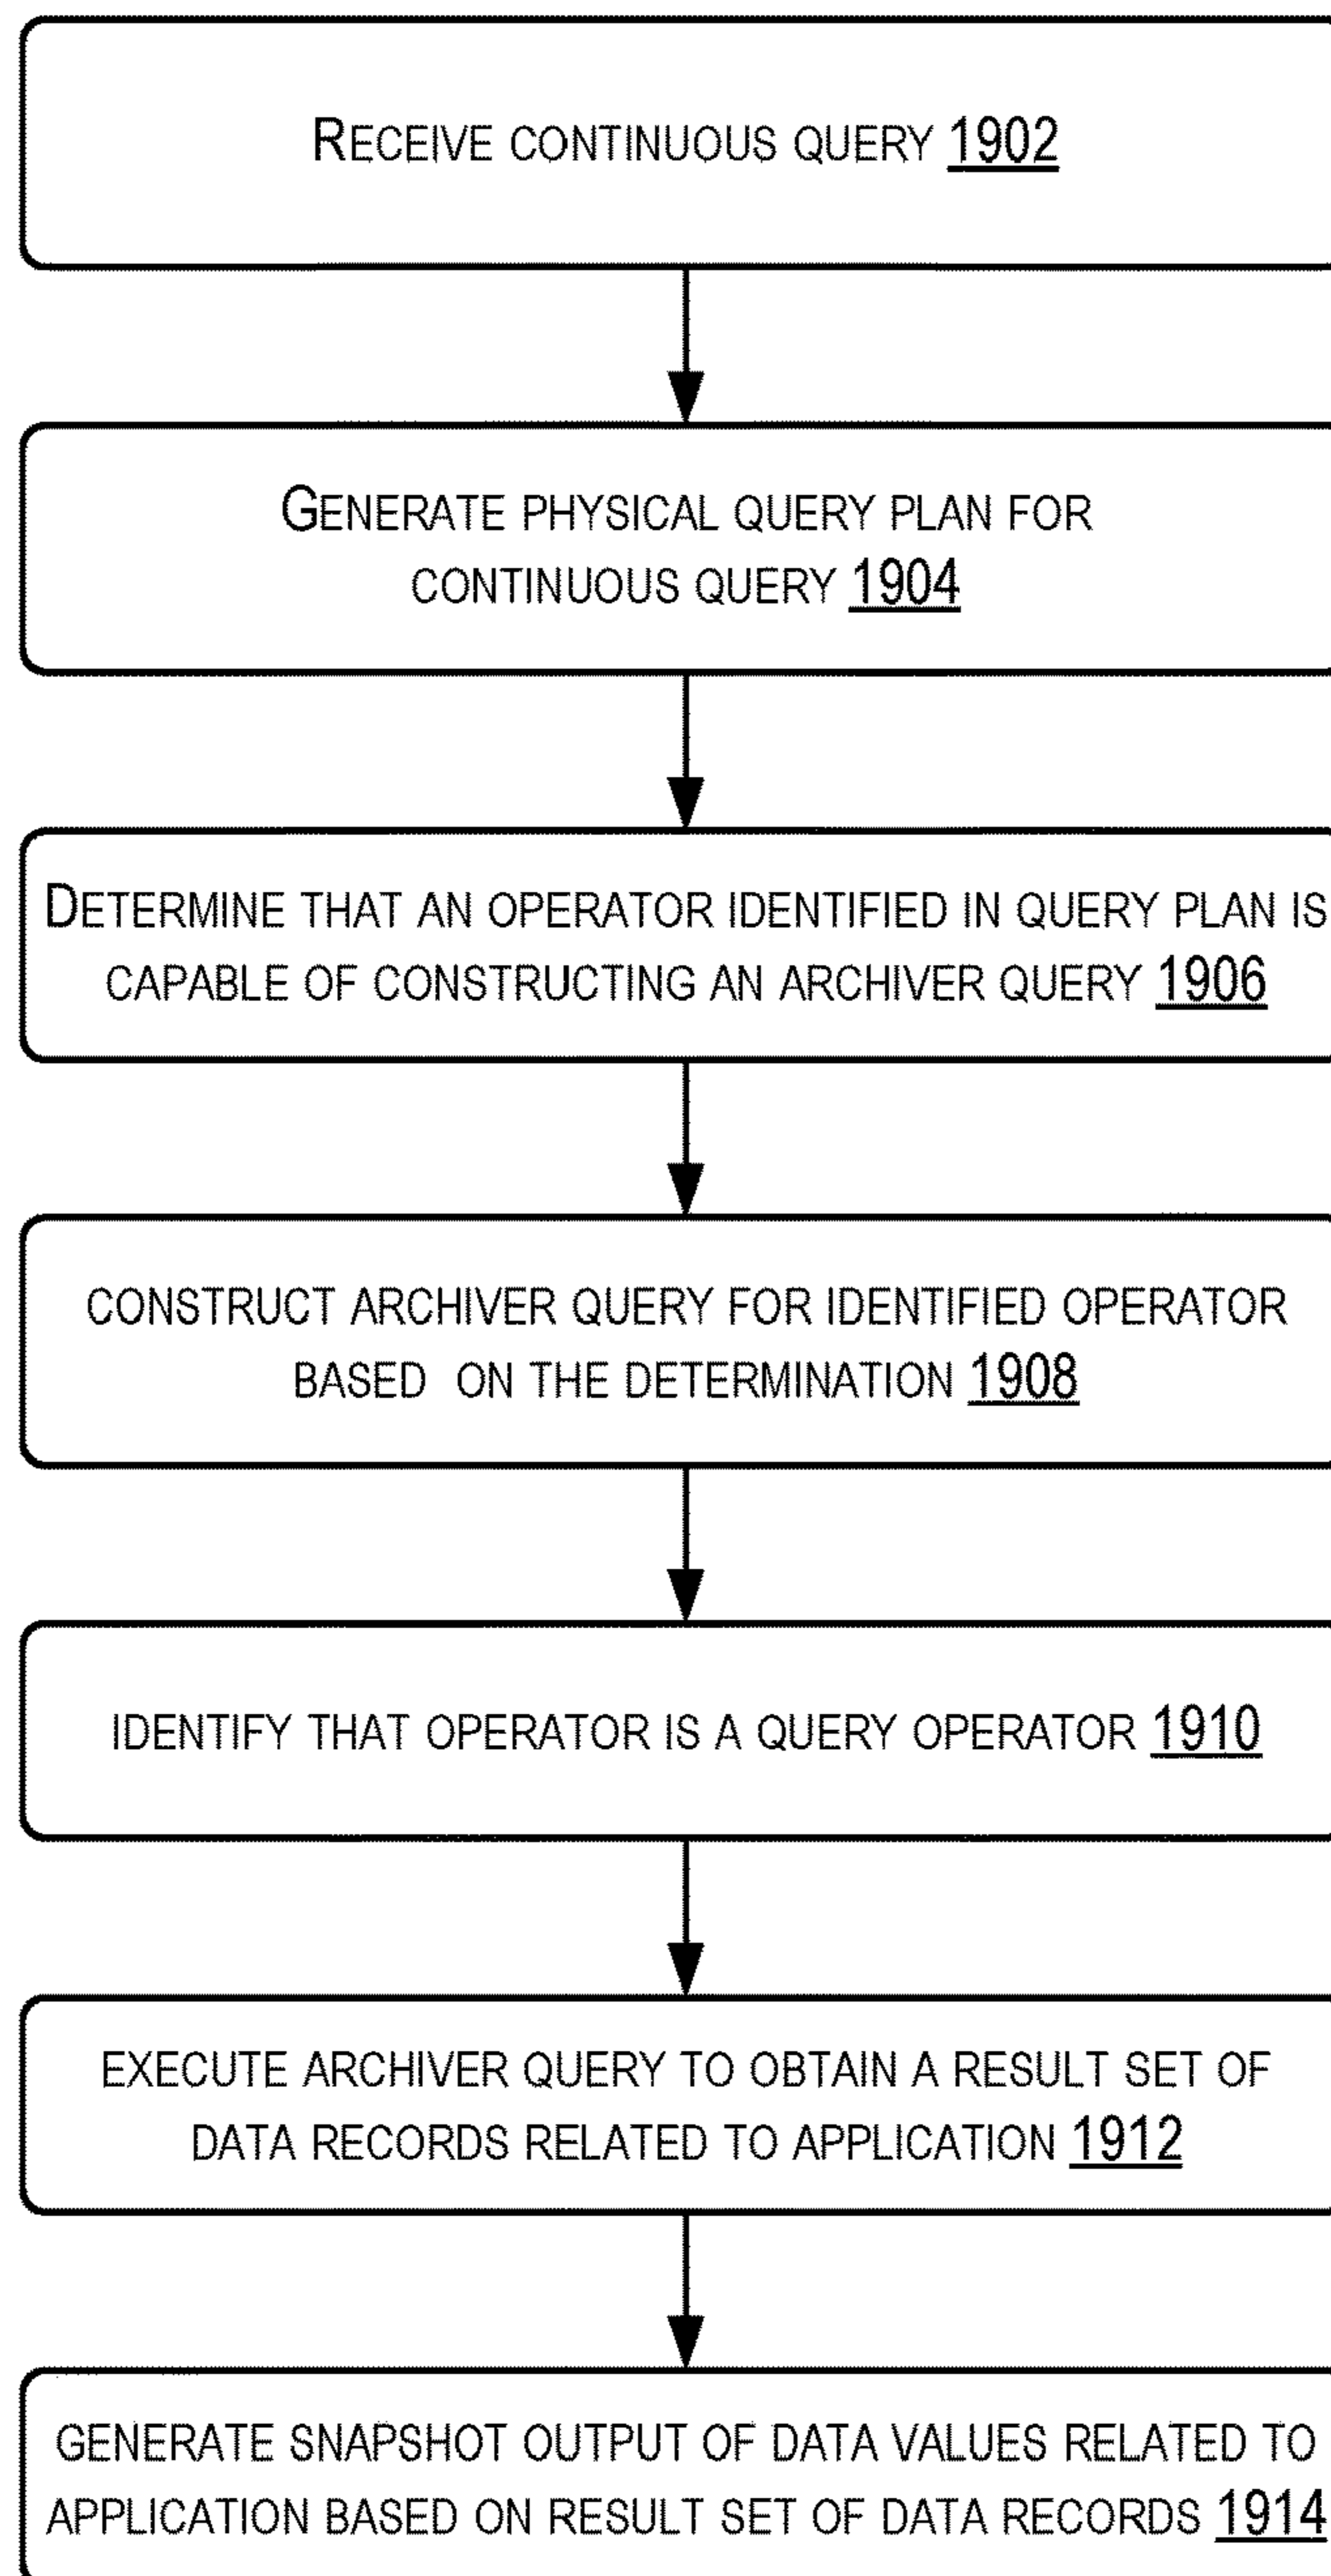 RECEIVE CONTINUOUS QUERY 1902
GENERATE PHYSICAL QUERY PLAN FOR
CONTINUOUS QUERY 1904
DETERMINE THAT AN OPERATOR IDENTIFIED IN QUERY PLAN IS
CAPABLE OF CONSTRUCTING AN ARCHIVER QUERY 1906
CONSTRUCT ARCHIVER QUERY FOR IDENTIFIED OPERATOR
BASED ON THE DETERMINATION 1908
IDENTIFY THAT OPERATOR IS A QUERY OPERATOR 1910
EXECUTE ARCHIVER QUERY TO OBTAIN A RESULT SET OF
DATA RECORDS RELATED TO APPLICATION 1912
GENERATE SNAPSHOT OUTPUT OF DATA VALUES RELATED TO
APPLICATION BASED ON RESULT SET OF DATA RECORDS 1914